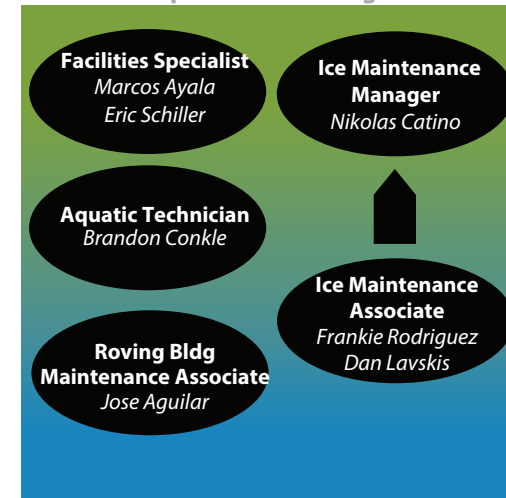 Facilities Specialist
Marcos Ayala
Eric Schiller
Ice Maintenance
Manager
Nikolas Catino
Aquatic Technician
Brandon Conkle
Ice Maintenance
Associate
Frankie Rodriguez
Dan Lavskis
Roving Bldg
Maintenance Associate
Jose Aguilar